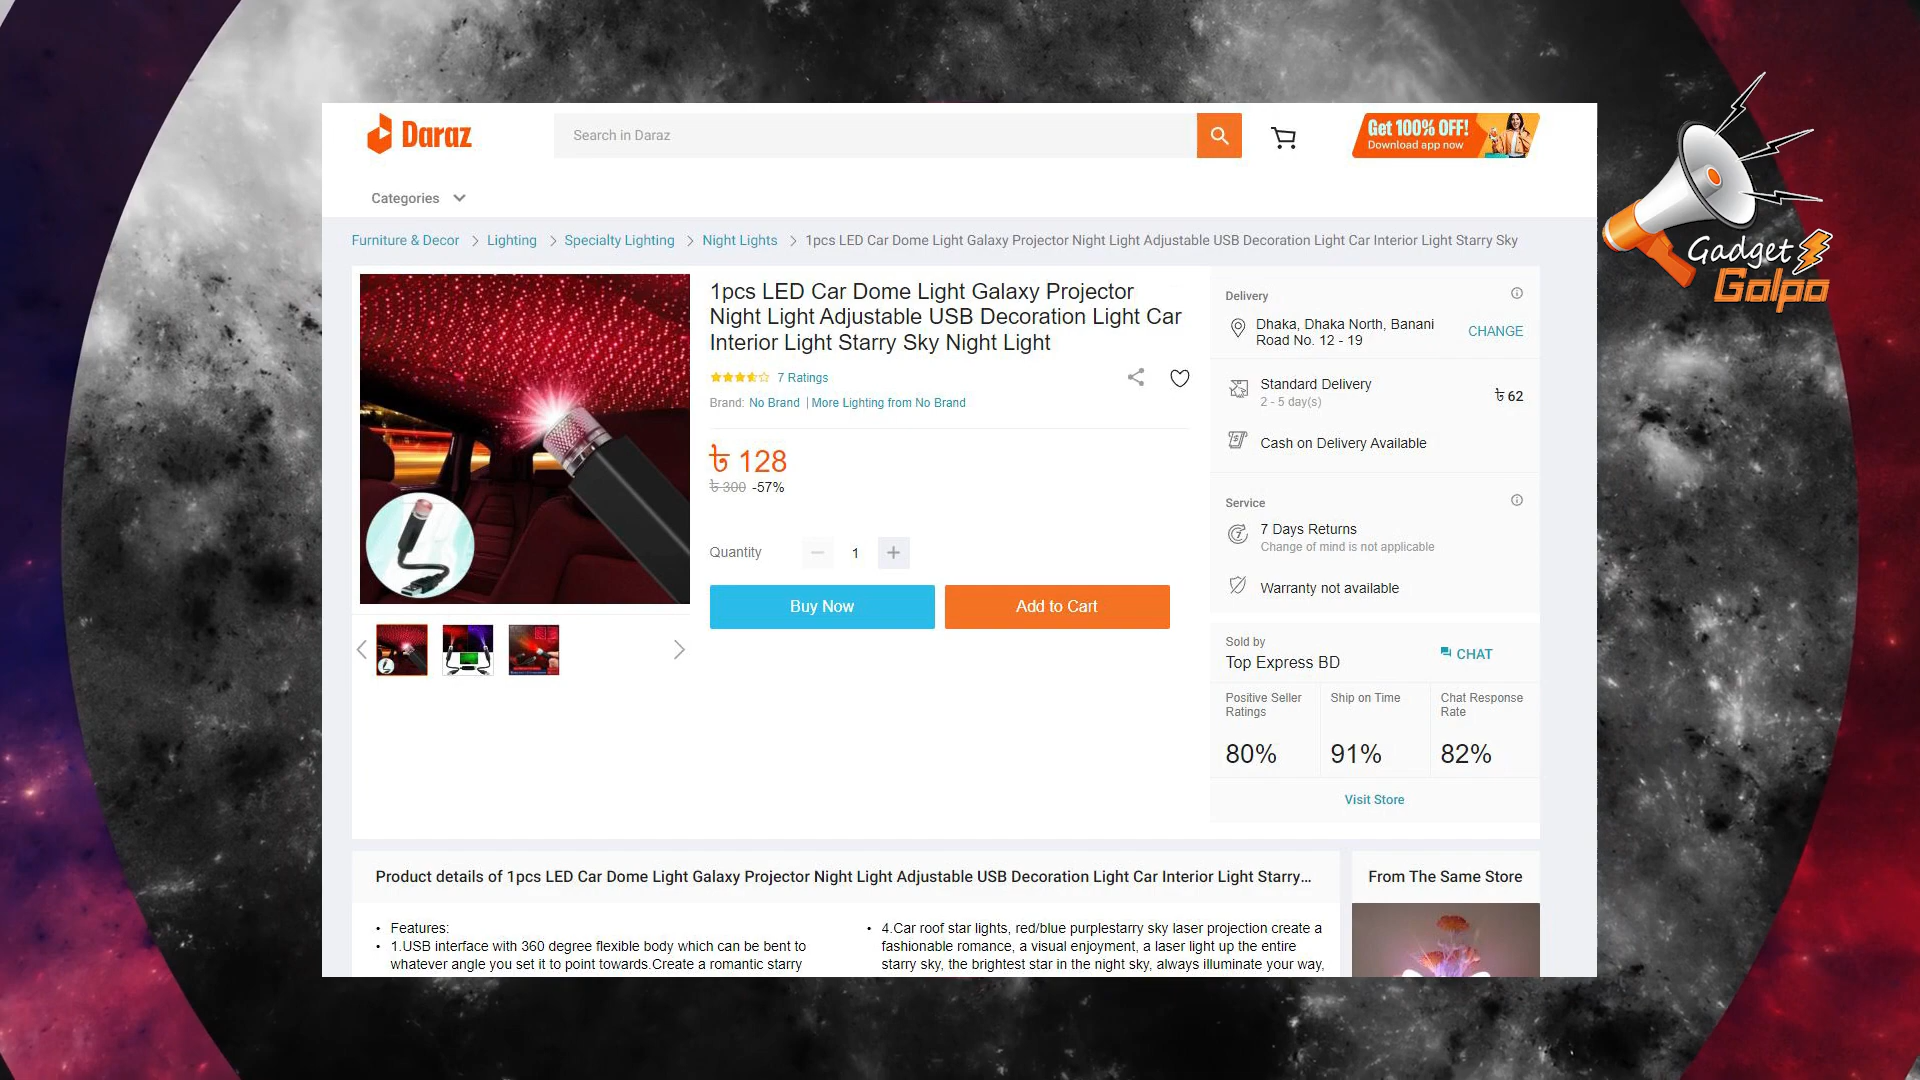 Daraz
Search in Daraz
Get 100% OFF!
Download app now
Categories
Gadget
Golpo
Furniture & Decor > Lighting > Specialty Lighting > Night Lights > 1pcs LED Car Dome Light Galaxy Projector Night Light Adjustable USB Decoration Light Car Interior Light Starry Sky
1pcs LED Car Dome Light Galaxy Projector
Night Light Adjustable USB Decoration Light Car
Interior Light Starry Sky Night Light
7 Ratings
Brand: No Brand | More Lighting from No Brand
৳ 128
৳ 300 -57%
Quantity
1
Buy Now
Add to Cart
Delivery
Dhaka, Dhaka North, Banani
Road No. 12 - 19
CHANGE
Standard Delivery
2 - 5 day(s)
৳ 62
Cash on Delivery Available
Service
7 Days Returns
Change of mind is not applicable
Warranty not available
Sold by
Top Express BD
CHAT
Positive Seller
Ratings
80%
Ship on Time
91%
Chat Response
Rate
82%
Visit Store
Product details of 1pcs LED Car Dome Light Galaxy Projector Night Light Adjustable USB Decoration Light Car Interior Light Starry...
• Features:
• 1.USB interface with 360 degree flexible body which can be bent to
whatever angle you set it to point towards.Create a romantic starry
• 4.Car roof star lights, red/blue purplestarry sky laser projection create a
fashionable romance, a visual enjoyment, a laser light up the entire
starry sky, the brightest star in the night sky, always illuminate your way,
From The Same Store